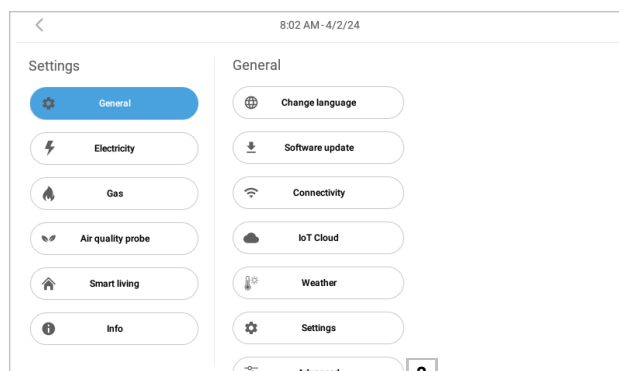 8:02 AM - 4/2/24
Settings
General
Electricity
Gas
Air quality probe
Smart living
Info
General
Change language
Software update
Connectivity
IoT Cloud
Weather
Settings